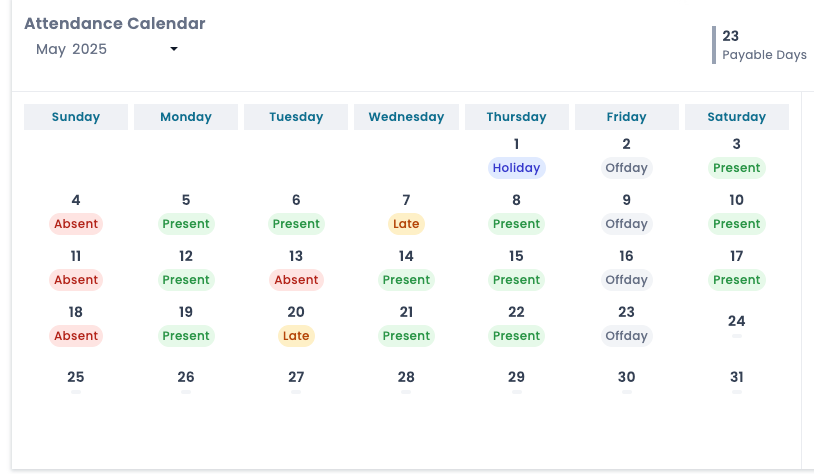 Attendance Calendar
May 2025
23
Payable Days
Sunday Monday Tuesday Wednesday Thursday Friday Saturday
1 2 3
Holiday Offday Present
4 5 6 7 8 9 10
Absent Present Present Late Present Offday Present
11 12 13 14 15 16 17
Absent Present Absent Present Present Offday Present
18 19 20 21 22 23 24
Absent Present Late Present Present Offday
25 26 27 28 29 30 31